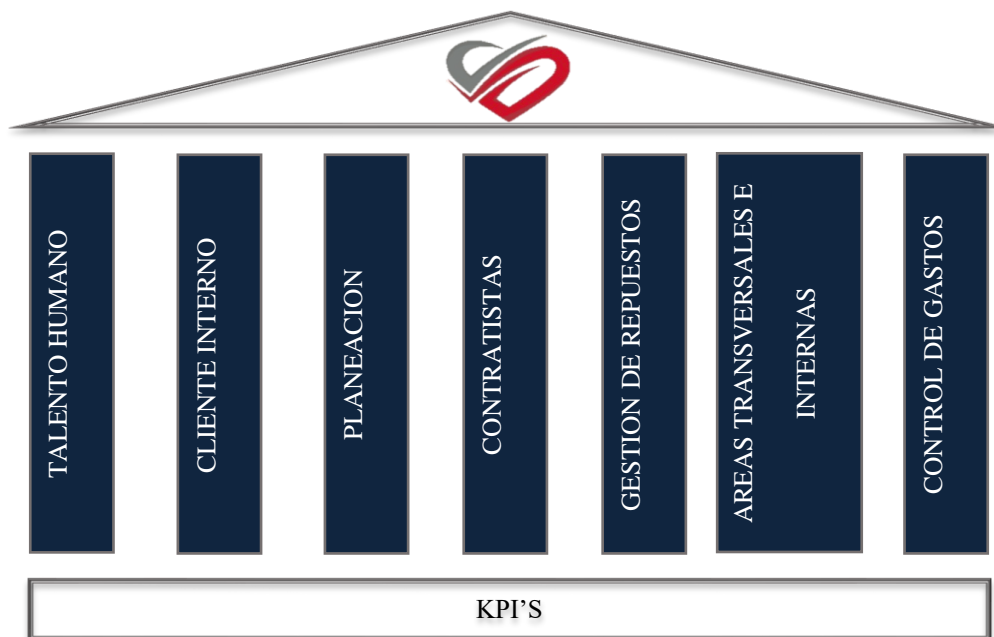 TALENTO HUMANO
CLIENTE INTERNO
PLANEACION
CONTRATISTAS
GESTION DE REPUESTOS
AREAS TRANSVERSALES E
INTERNAS
CONTROL DE GASTOS
KPI’S